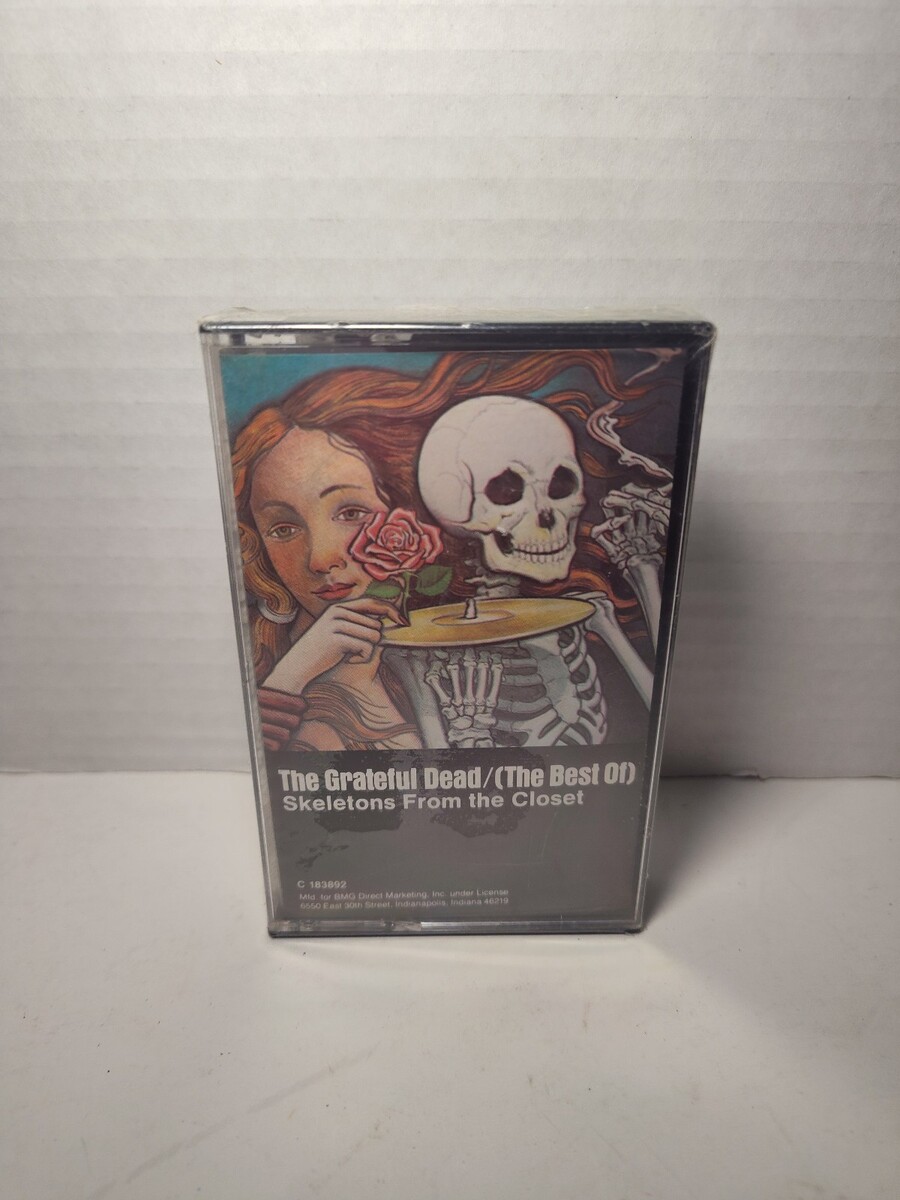 The Grateful Dead/(The Best Of)
Skeletons From the Closet
C 183892
Mfd. for BMG Direct Marketing, Inc. under License
6550 East 30th Street, Indianapolis, Indiana 46219